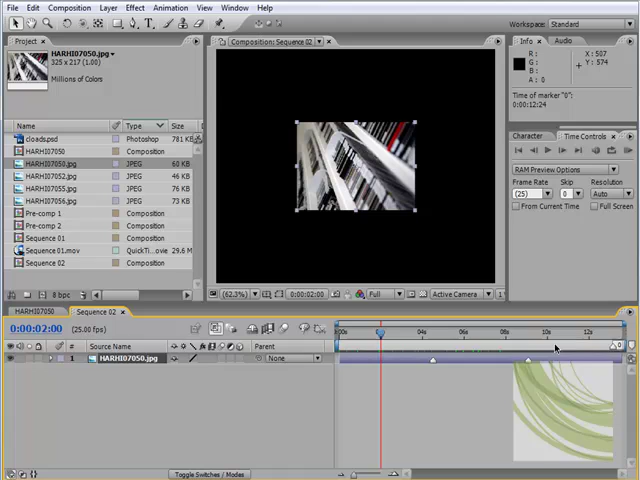 File Edit Composition Layer Effect Animation View Window Help
Workspace: Standard
Project
HARHI07050.jpg
325 x 217 (1.00)
Millions of Colors
Name Type Size
cloads.psd Photoshop 781 K
HARHI07050 Composition
HARHI07050.jpg JPEG 60 KB
HARHI07052.jpg JPEG 46 KB
HARHI07055.jpg JPEG 76 KB
HARHI07056.jpg JPEG 73 KB
Pre-comp 1 Composition
Pre-comp 2 Composition
Sequence 01 Composition
Sequence 01.mov QuickTi...ovie 29.6 M
Sequence 02 Composition
8 bpc
Composition: Sequence 02
(62.3%) 0:00:02:00 Full Active Camera 1
Info Audio
R : X : 507
G : Y : 574
B :
A : 0
Time of marker "0":
0:00:12:24
Character Time Controls
RAM Preview Options
Frame Rate Skip Resolution
(25) 0 Auto
From Current Time Full Screen
HARHI07050 Sequence 02
0:00:02:00 (25.00 fps)
:00s 04s 06s 08s 10s 12s
# Source Name Parent
1 HARHI07050.jpg None
0
Toggle Switches / Modes